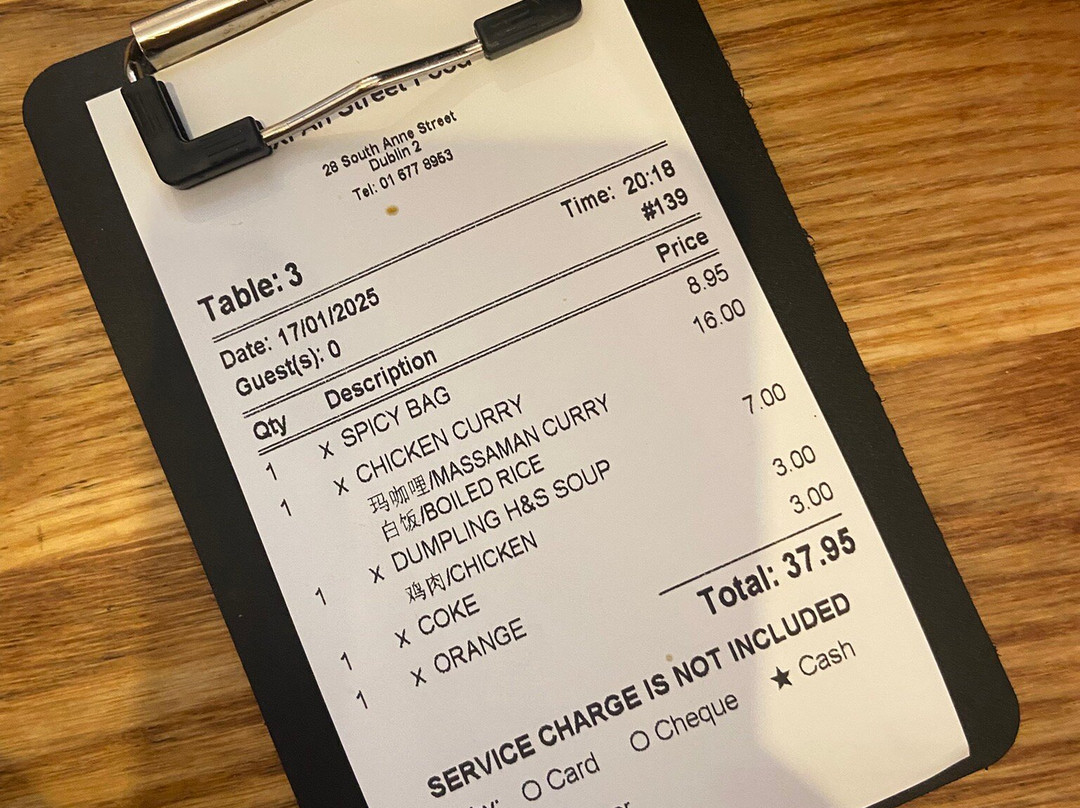 Street Food
28 South Anne Street
Dublin 2
Tel: 01 677 8953
Table: 3 Time: 20:18
Date: 17/01/2025 #139
Guest(s): 0
Qty Description Price
1 X SPICY BAG 8.95
1 X CHICKEN CURRY 16.00
玛咖哩/MASSAMAN CURRY
白饭/BOILED RICE
1 X DUMPLING H&S SOUP 7.00
鸡肉/CHICKEN
1 X COKE 3.00
1 X ORANGE 3.00
Total: 37.95
SERVICE CHARGE IS NOT INCLUDED
O Card O Cheque ★ Cash